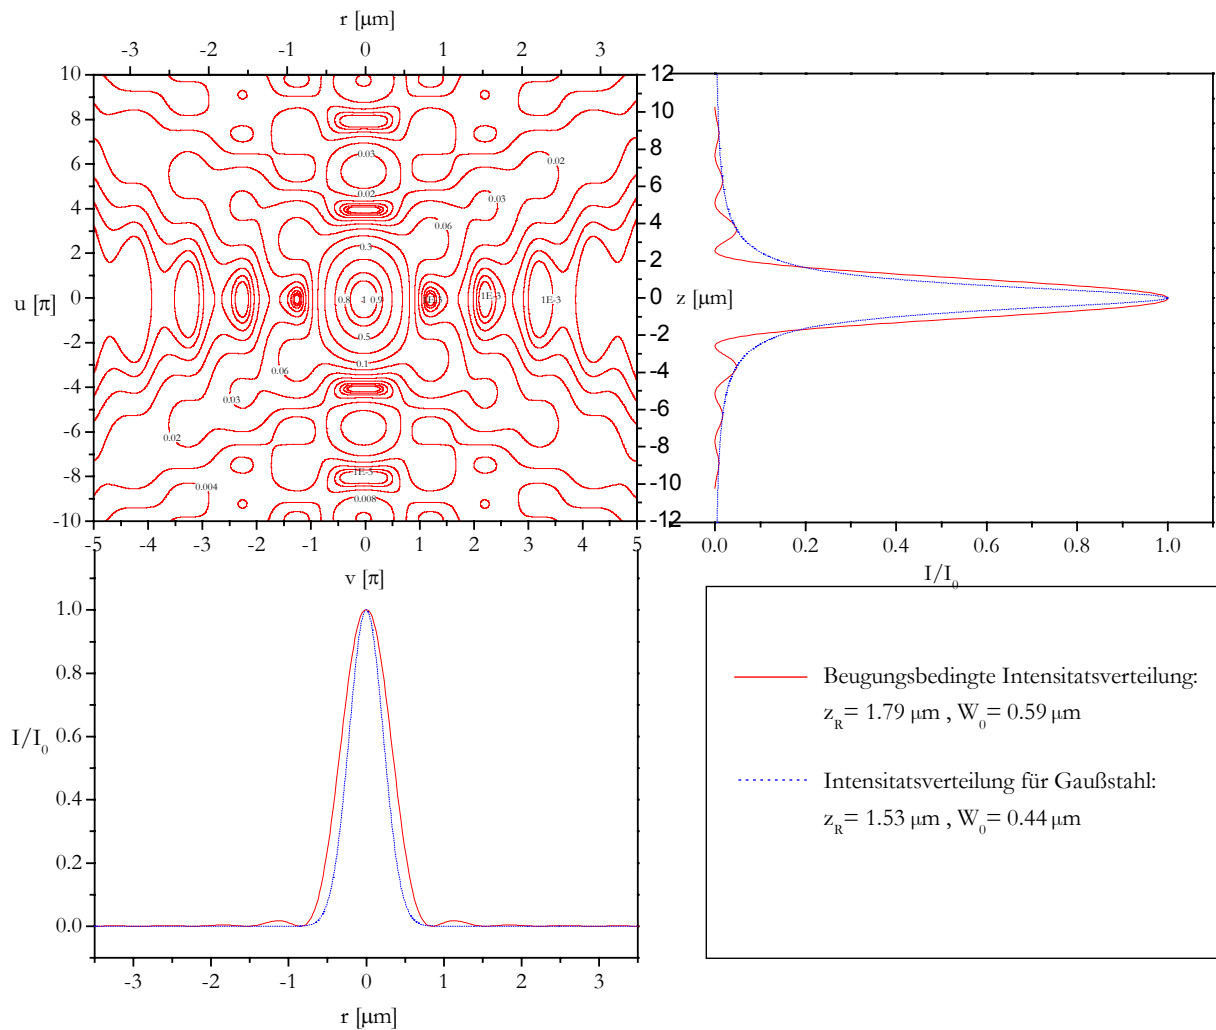 r [μm]
-3 -2 -1 0 1 2 3
10
8
6
4
2
0
-2
-4
-6
-8
-10
u [π]
0.03
0.02
0.02
0.03
0.06
0.3
0.8 1 0.9
1E-3
1E-3
1E-3
0.5
0.1
0.06
0.03
0.02
1E-3
0.004
0.008
-5 -4 -3 -2 -1 0 1 2 3 4 5
v [π]
12
10
8
6
4
2
0
-2
-4
-6
-8
-10
-12
z [μm]
0.0 0.2 0.4 0.6 0.8 1.0
I/I0
1.0
0.8
0.6
0.4
0.2
0.0
I/I0
-3 -2 -1 0 1 2 3
r [μm]
Beugungsbedingte Intensitatsverteilung:
zR= 1.79 μm , W0= 0.59 μm
Intensitatsverteilung für Gaußstahl:
zR= 1.53 μm , W0= 0.44 μm